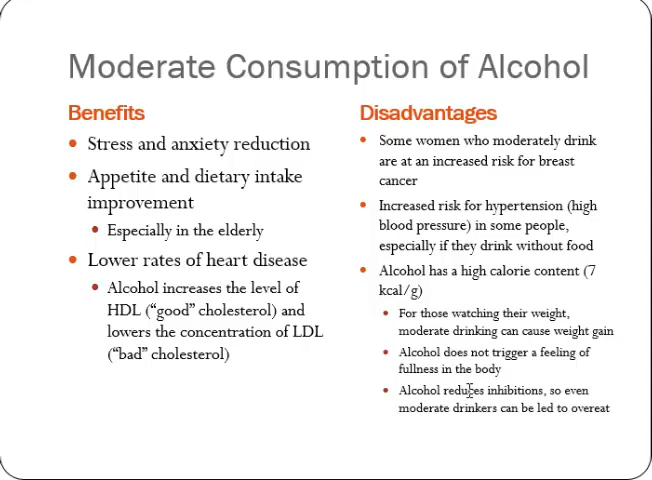 Moderate Consumption of Alcohol
Benefits
• Stress and anxiety reduction
• Appetite and dietary intake
improvement
• Especially in the elderly
• Lower rates of heart disease
• Alcohol increases the level of
HDL (“good” cholesterol) and
lowers the concentration of LDL
(“bad” cholesterol)
Disadvantages
• Some women who moderately drink
are at an increased risk for breast
cancer
• Increased risk for hypertension (high
blood pressure) in some people,
especially if they drink without food
• Alcohol has a high calorie content (7
kcal/g)
• For those watching their weight,
moderate drinking can cause weight gain
• Alcohol does not trigger a feeling of
fullness in the body
• Alcohol reduces inhibitions, so even
moderate drinkers can be led to overeat